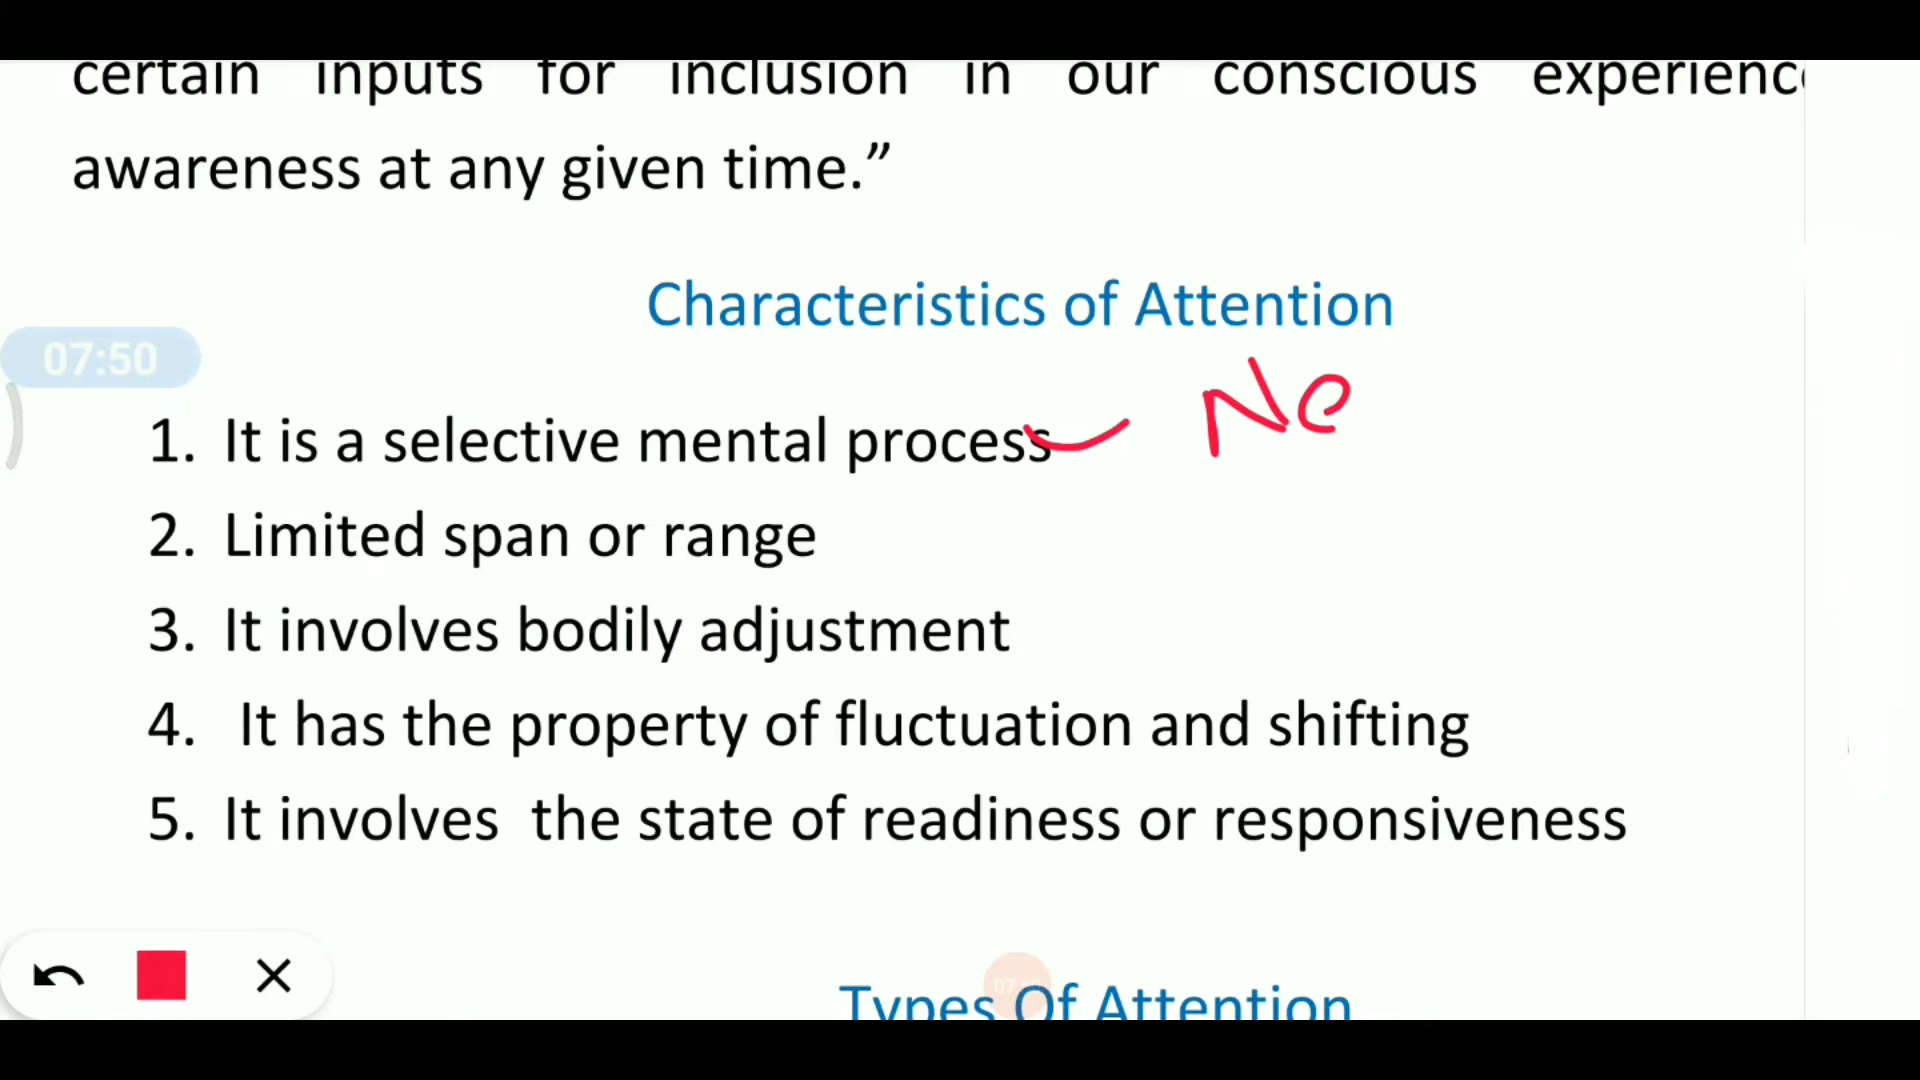 certain inputs for inclusion in our conscious
awareness at any given time.”
Characteristics of Attention
07:50
Ne
1. It is a selective mental process
2. Limited span or range
3. It involves bodily adjustment
4. It has the property of fluctuation and shifting
5. It involves the state of readiness or responsiveness
Types Of Attention